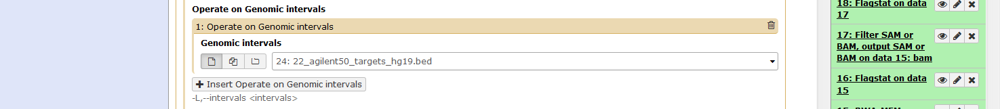 Operate on Genomic intervals
1: Operate on Genomic intervals
Genomic intervals
24: 22_agilent50_targets_hg19.bed
Insert Operate on Genomic intervals
-L,--intervals <intervals>
18: Flagstat on data
17
17: Filter SAM or
BAM, output SAM or
BAM on data 15: bam
16: Flagstat on data
15